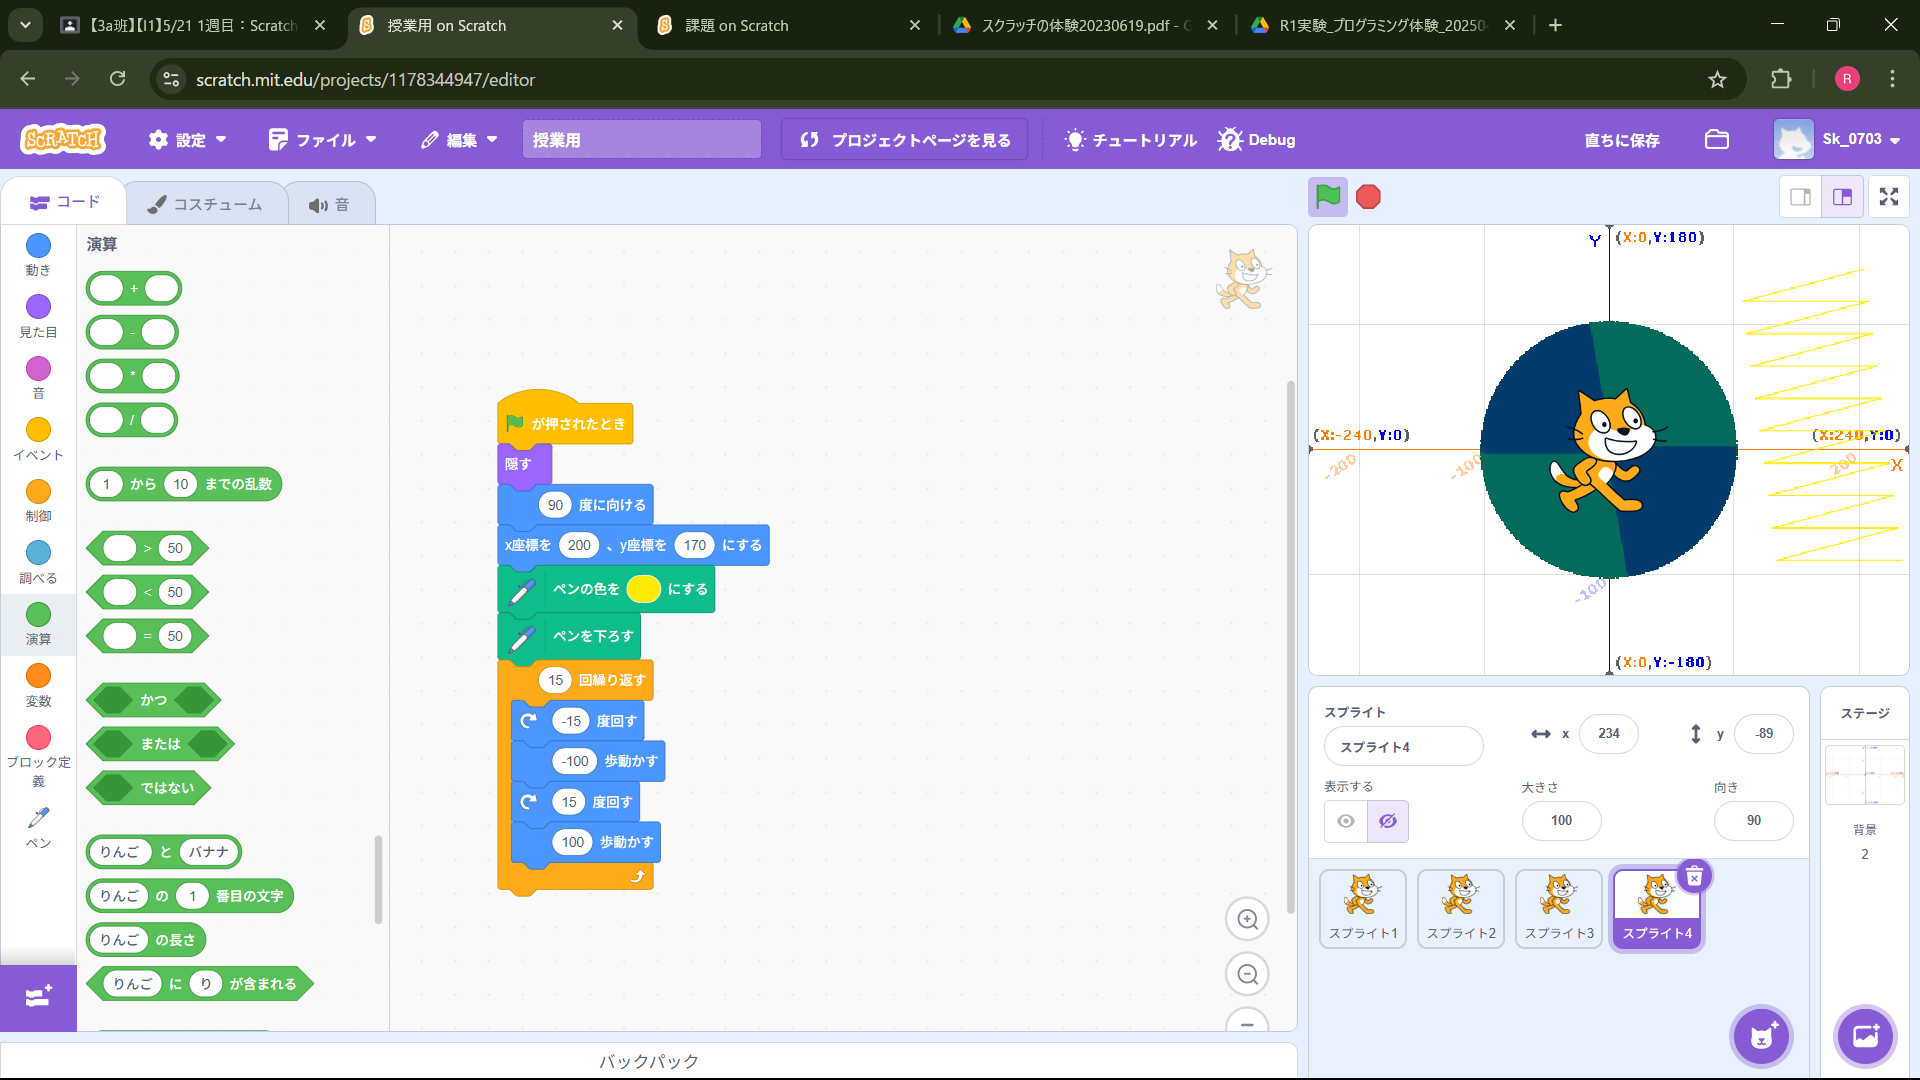 【3a班】【I1】5/21 1週目：Scratch
授業用 on Scratch
課題 on Scratch
スクラッチの体験20230619.pdf - G
R1実験_プログラミング体験_20250
scratch.mit.edu/projects/1178344947/editor
R
SCRATCH
設定
ファイル
編集
授業用
プロジェクトページを見る
チュートリアル
Debug
直ちに保存
Sk_0703
コード
コスチューム
音
動き
見た目
音
イベント
制御
調べる
演算
変数
ブロック定義
ペン
演算
+
-
*
/
1 から 10 までの乱数
> 50
< 50
= 50
かつ
または
ではない
りんご と バナナ
りんご の 1 番目の文字
りんご の長さ
りんご に り が含まれる
が押されたとき
隠す
90 度に向ける
x座標を 200 、y座標を 170 にする
ペンの色を にする
ペンを下ろす
15 回繰り返す
-15 度回す
-100 歩動かす
15 度回す
100 歩動かす
Y (X:0,Y:180)
(X:-240,Y:0)
(X:240,Y:0)
-200
-100
200
X
-100
(X:0,Y:-180)
スプライト
スプライト4
x 234
y -89
表示する
大きさ
100
向き
90
スプライト1
スプライト2
スプライト3
スプライト4
ステージ
背景
2
バックパック